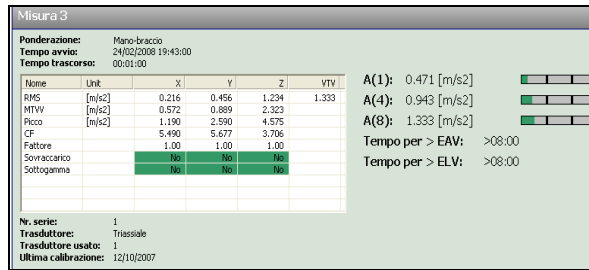 Misura 3
Ponderazione: Mano-braccio
Tempo avvio: 24/02/2008 19:43:00
Tempo trascorso: 00:01:00
Nome Unit X Y Z VTV
RMS [m/s2] 0.216 0.456 1.234 1.333
MTVV [m/s2] 0.572 0.889 2.323
Picco [m/s2] 1.190 2.590 4.575
CF 5.490 5.677 3.706
Fattore 1.00 1.00 1.00
Sovraccarico No No No
Sottogamma No No No
A(1): 0.471 [m/s2]
A(4): 0.943 [m/s2]
A(8): 1.333 [m/s2]
Tempo per > EAV: >08:00
Tempo per > ELV: >08:00
Nr. serie: 1
Trasduttore: Triassiale
Trasduttore usato: 1
Ultima calibrazione: 12/10/2007